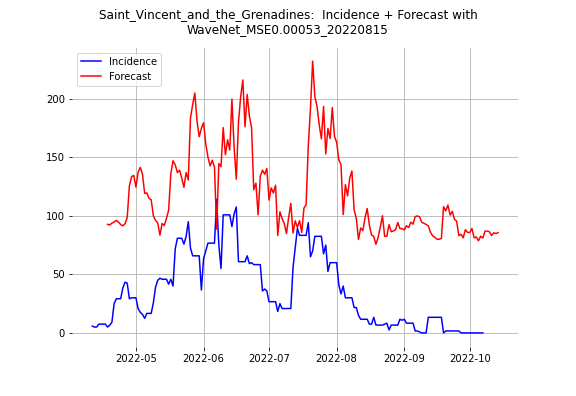 Saint_Vincent_and_the_Grenadines:  Incidence + Forecast with
WaveNet_MSE0.00053_20220815
Incidence
Forecast
200
150
100
50
0
2022-05
2022-06
2022-07
2022-08
2022-09
2022-10